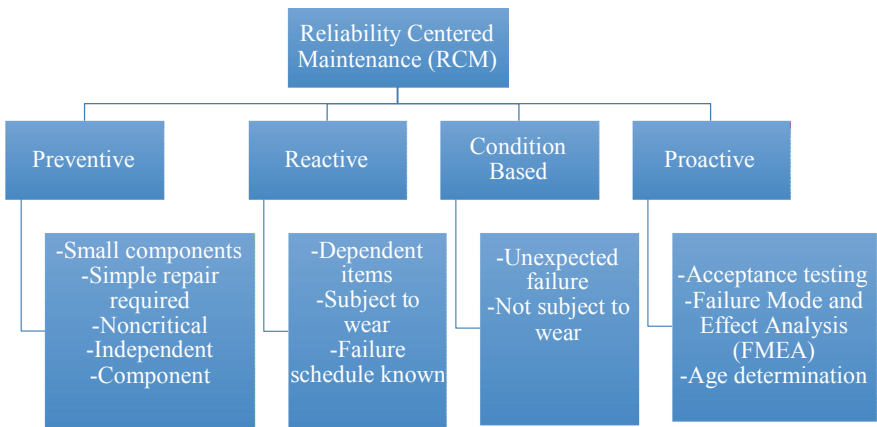 Reliability Centered
Maintenance (RCM)
Preventive
Reactive
Condition
Based
Proactive
-Small components
-Simple repair
required
-Noncritical
-Independent
-Component
-Dependent
items
-Subject to
wear
-Failure
schedule known
-Unexpected
failure
-Not subject to
wear
-Acceptance testing
-Failure Mode and
Effect Analysis
(FMEA)
-Age determination